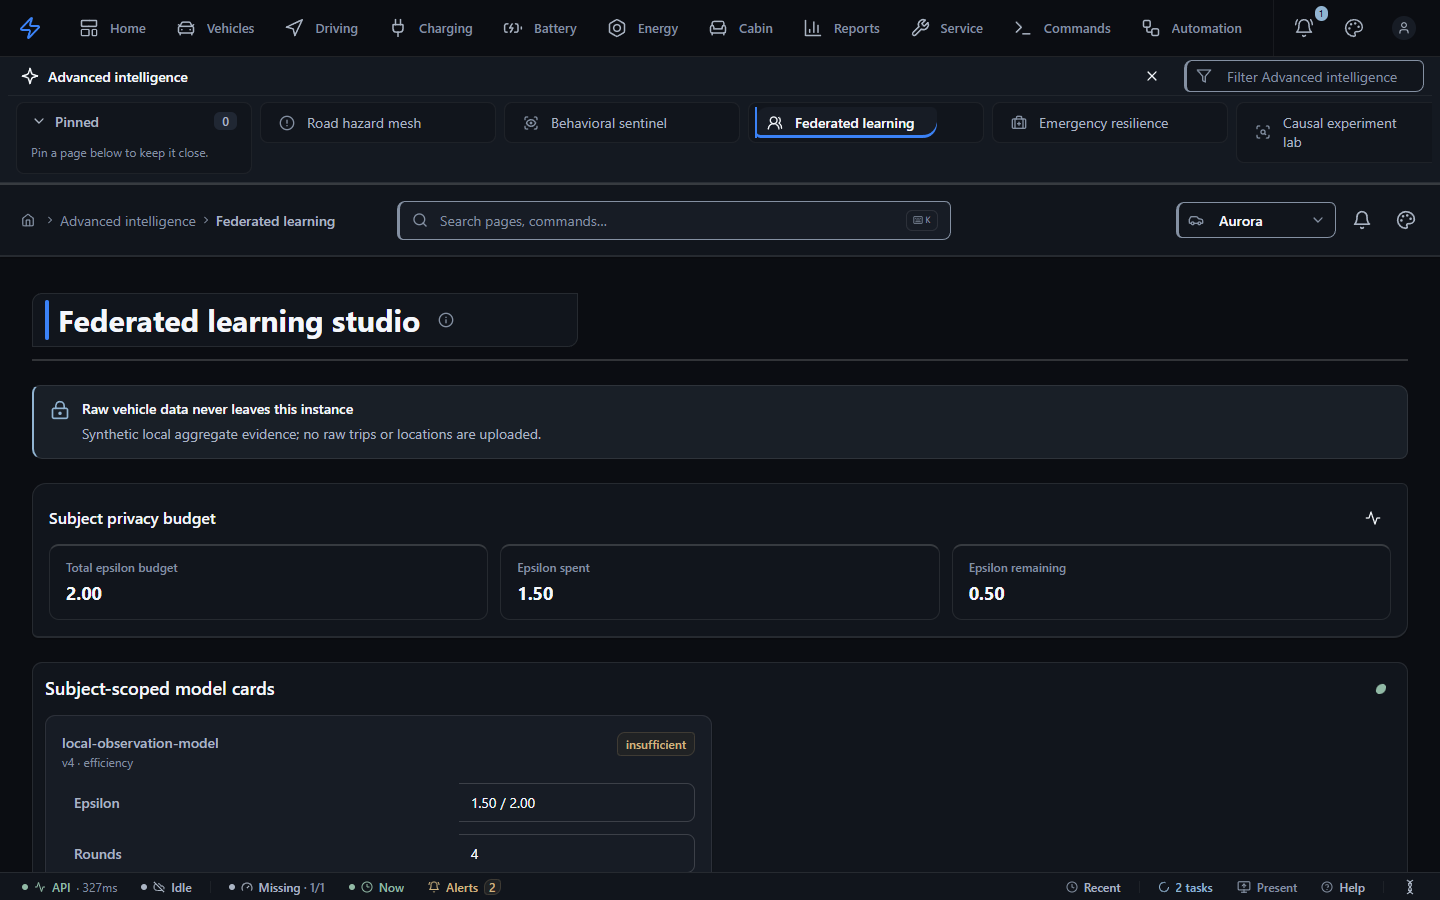 Home
Vehicles
Driving
Charging
Battery
Energy
Cabin
Reports
Service
Commands
Automation
1
Advanced intelligence
Filter Advanced intelligence
Pinned
0
Pin a page below to keep it close.
Road hazard mesh
Behavioral sentinel
Federated learning
Emergency resilience
Causal experiment
lab
Advanced intelligence
Federated learning
Search pages, commands...
K
Aurora
Federated learning studio
Raw vehicle data never leaves this instance
Synthetic local aggregate evidence; no raw trips or locations are uploaded.
Subject privacy budget
Total epsilon budget
2.00
Epsilon spent
1.50
Epsilon remaining
0.50
Subject-scoped model cards
local-observation-model
insufficient
v4 · efficiency
Epsilon
1.50 / 2.00
Rounds
4
API · 327ms
Idle
Missing · 1/1
Now
Alerts 2
Recent
2 tasks
Present
Help